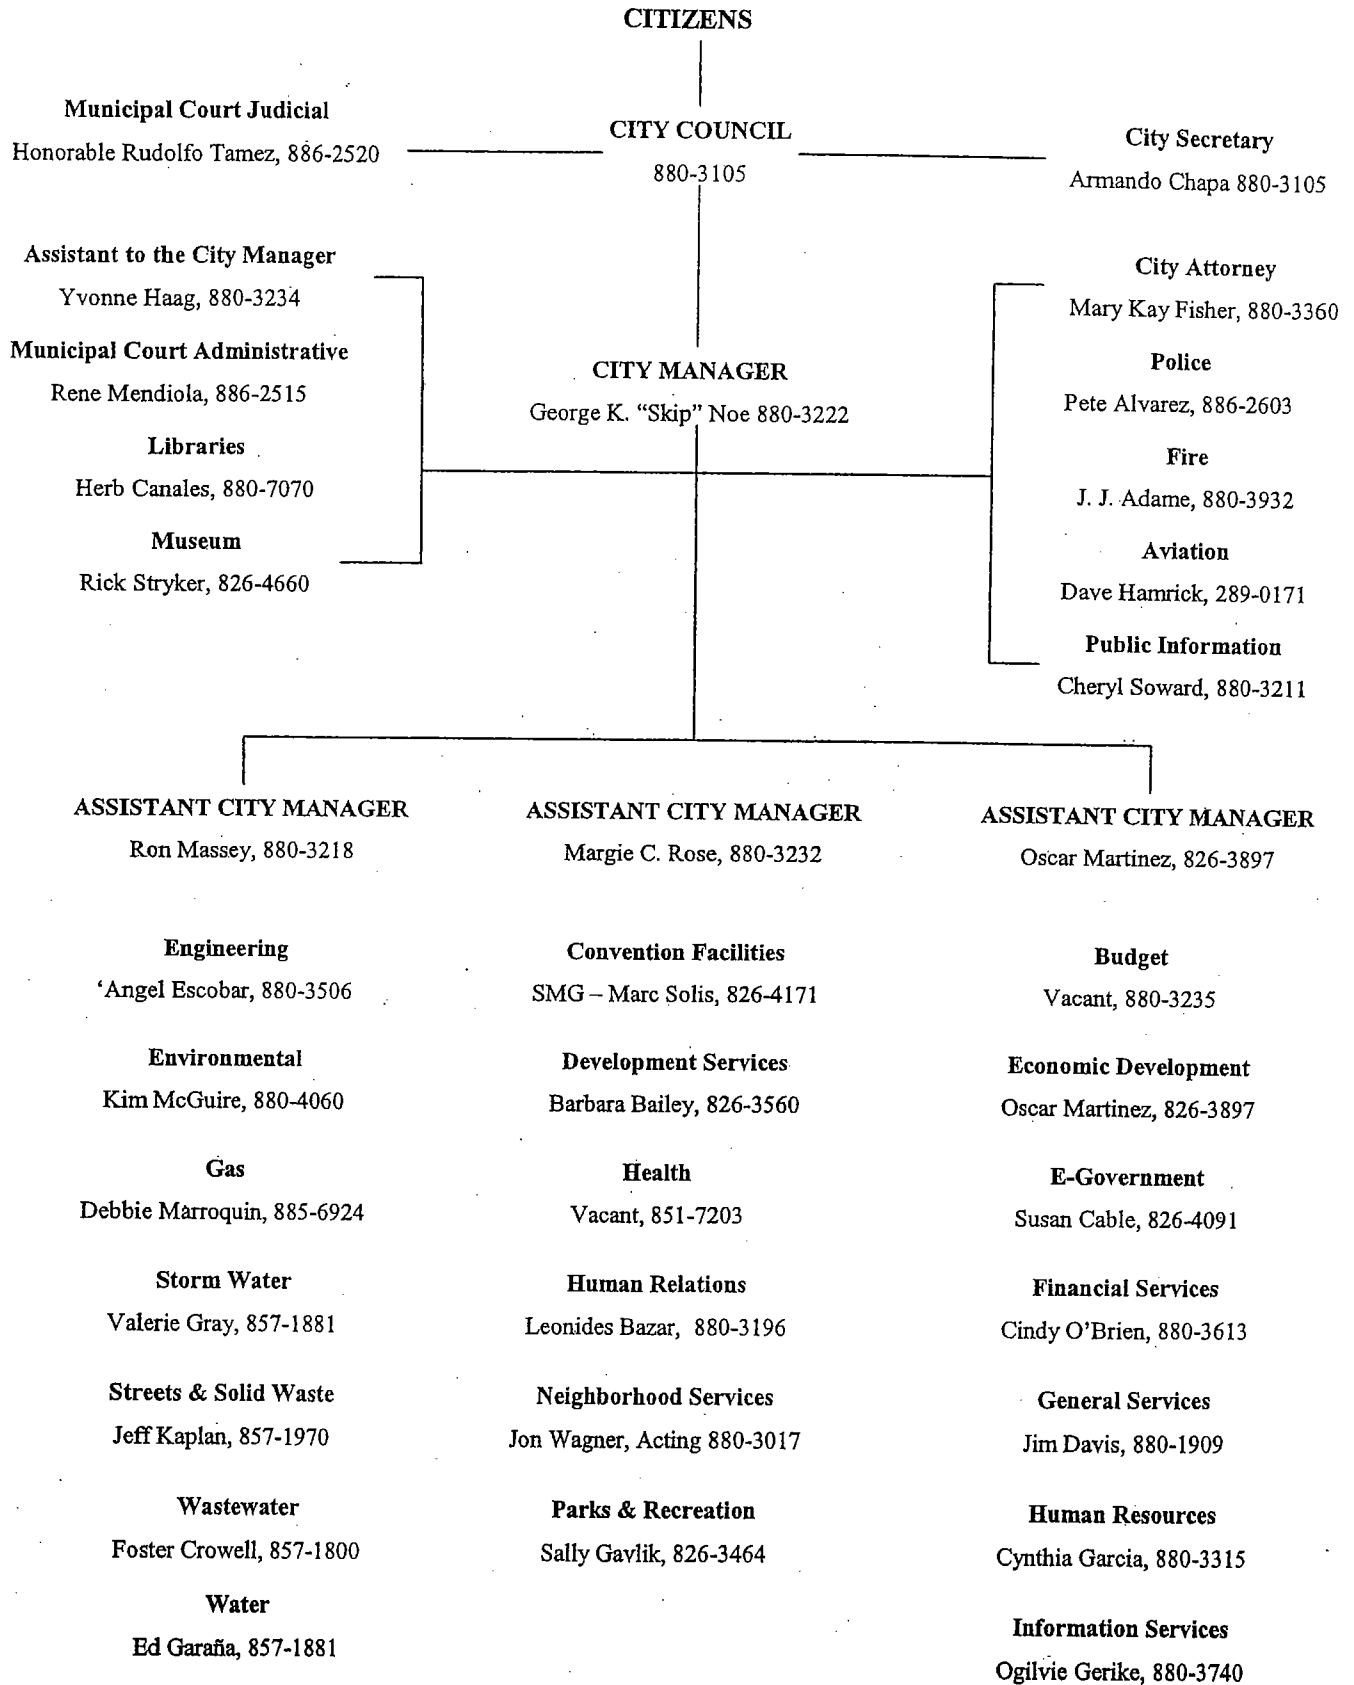 CITIZENS
Municipal Court Judicial
Honorable Rudolfo Tamez, 886-2520
CITY COUNCIL
880-3105
City Secretary
Armando Chapa 880-3105
Assistant to the City Manager
Yvonne Haag, 880-3234
Municipal Court Administrative
Rene Mendiola, 886-2515
Libraries
Herb Canales, 880-7070
Museum
Rick Stryker, 826-4660
CITY MANAGER
George K. “Skip” Noe 880-3222
City Attorney
Mary Kay Fisher, 880-3360
Police
Pete Alvarez, 886-2603
Fire
J. J. Adame, 880-3932
Aviation
Dave Hamrick, 289-0171
Public Information
Cheryl Soward, 880-3211
ASSISTANT CITY MANAGER
Ron Massey, 880-3218
Engineering
‘Angel Escobar, 880-3506
Environmental
Kim McGuire, 880-4060
Gas
Debbie Marroquin, 885-6924
Storm Water
Valerie Gray, 857-1881
Streets & Solid Waste
Jeff Kaplan, 857-1970
Wastewater
Foster Crowell, 857-1800
Water
Ed Garaña, 857-1881
ASSISTANT CITY MANAGER
Margie C. Rose, 880-3232
Convention Facilities
SMG – Marc Solis, 826-4171
Development Services
Barbara Bailey, 826-3560
Health
Vacant, 851-7203
Human Relations
Leonides Bazar, 880-3196
Neighborhood Services
Jon Wagner, Acting 880-3017
Parks & Recreation
Sally Gavlik, 826-3464
ASSISTANT CITY MANAGER
Oscar Martinez, 826-3897
Budget
Vacant, 880-3235
Economic Development
Oscar Martinez, 826-3897
E-Government
Susan Cable, 826-4091
Financial Services
Cindy O’Brien, 880-3613
General Services
Jim Davis, 880-1909
Human Resources
Cynthia Garcia, 880-3315
Information Services
Ogilvie Gerike, 880-3740